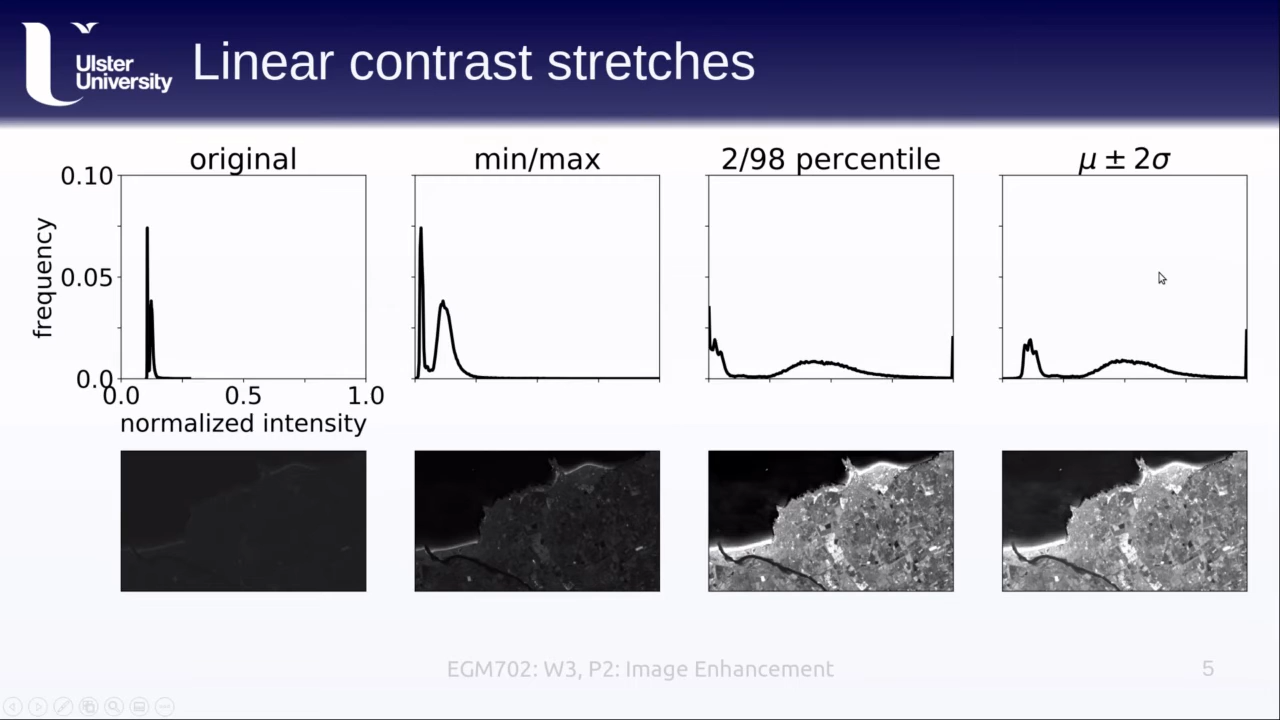 Ulster
University
Linear contrast stretches
original
min/max
2/98 percentile
μ ± 2σ
frequency
0.10
0.05
0.0
0.0 0.5 1.0
normalized intensity
EGM702: W3, P2: Image Enhancement
5